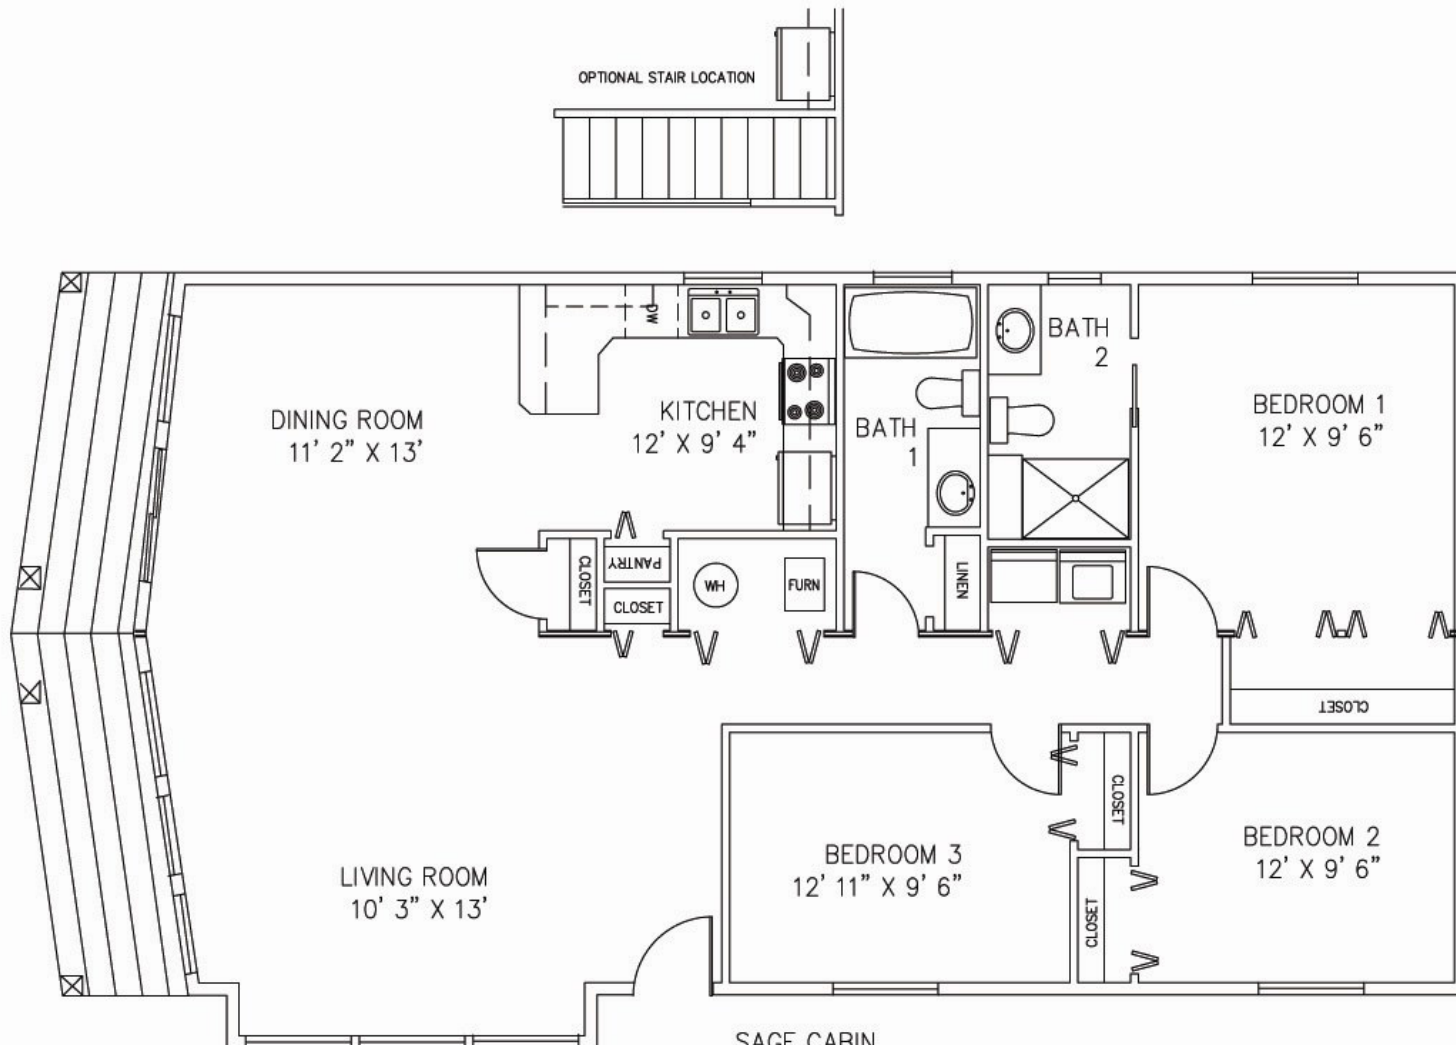 OPTIONAL STAIR LOCATION
DW
DINING ROOM
11' 2" X 13'
KITCHEN
12' X 9' 4"
BATH
1
BATH
2
BEDROOM 1
12' X 9' 6"
CLOSET
PANTRY
CLOSET
WH
FURN
LINEN
CLOSET
LIVING ROOM
10' 3" X 13'
BEDROOM 3
12' 11" X 9' 6"
CLOSET
CLOSET
BEDROOM 2
12' X 9' 6"
SAGE CABIN